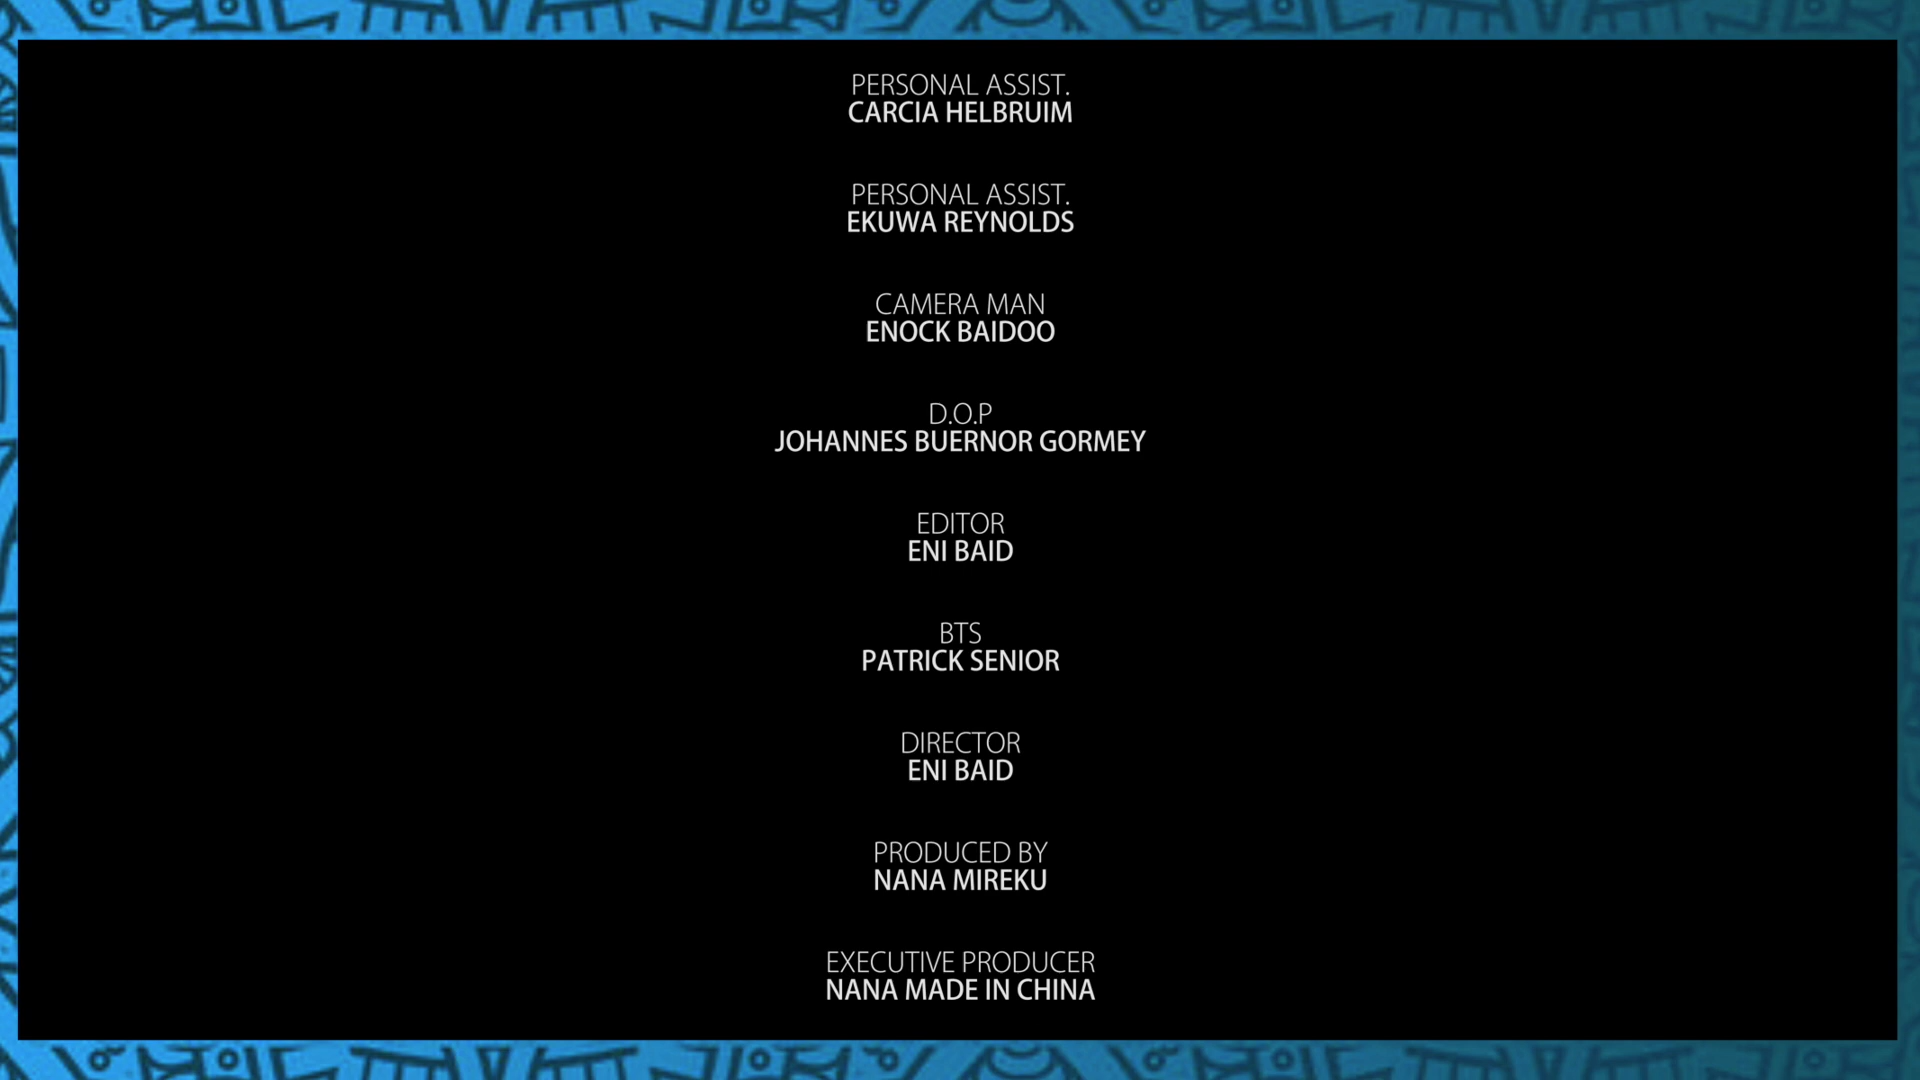 PERSONAL ASSIST.
CARCIA HELBRUIM
PERSONAL ASSIST.
EKUWA REYNOLDS
CAMERA MAN
ENOCK BAIDOO
D.O.P
JOHANNES BUERNOR GORMEY
EDITOR
ENI BAID
BTS
PATRICK SENIOR
DIRECTOR
ENI BAID
PRODUCED BY
NANA MIREKU
EXECUTIVE PRODUCER
NANA MADE IN CHINA